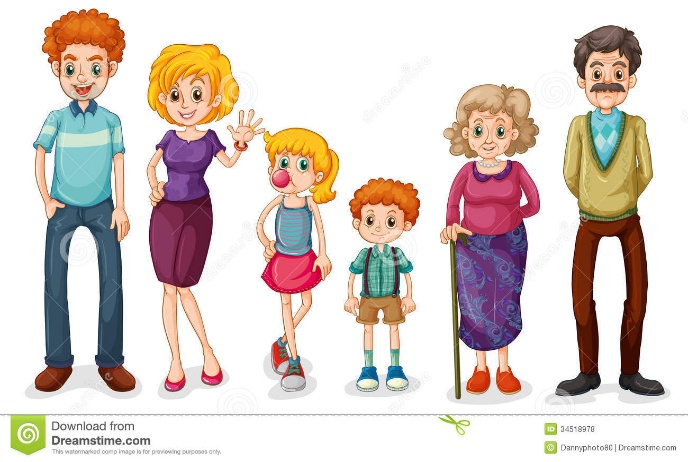 Download from
Dreamstime.com
This watermarked comp image is for previewing purposes only.
ID 34518978
© Dannyphoto80 | Dreamstime.com